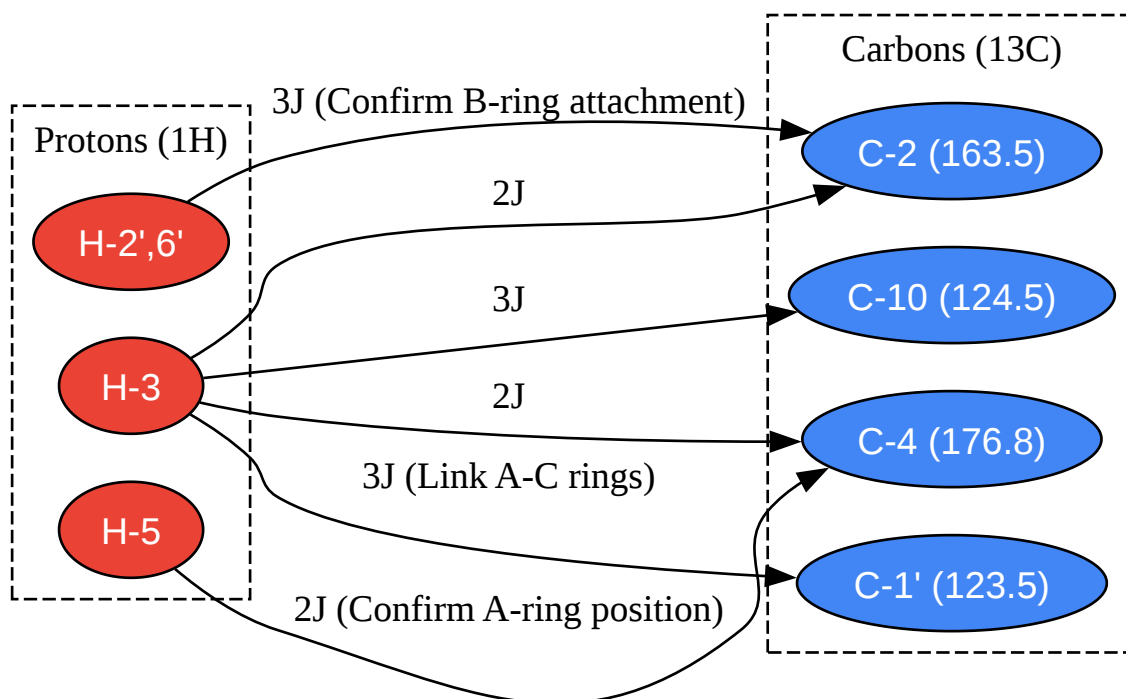 Carbons (13C)
3J (Confirm B-ring attachment)
Protons (1H)
C-2 (163.5)
2J
H-2',6'
3J
C-10 (124.5)
H-3
2J
C-4 (176.8)
3J (Link A-C rings)
H-5
C-1' (123.5)
2J (Confirm A-ring position)